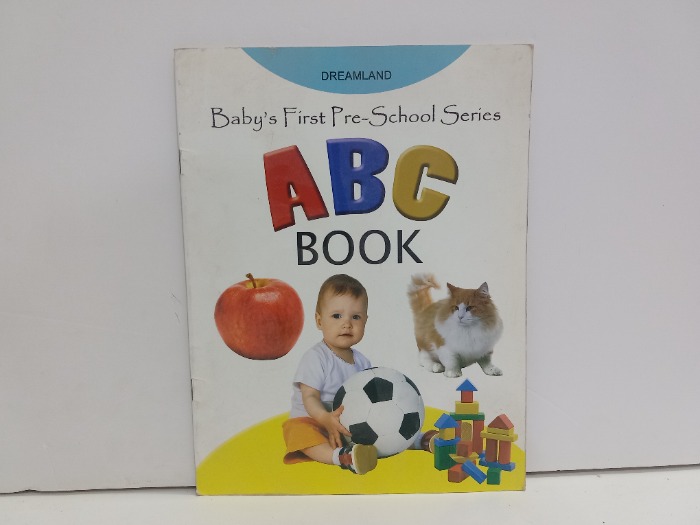 DREAMLAND
Baby's First Pre-School Series
ABC
BOOK